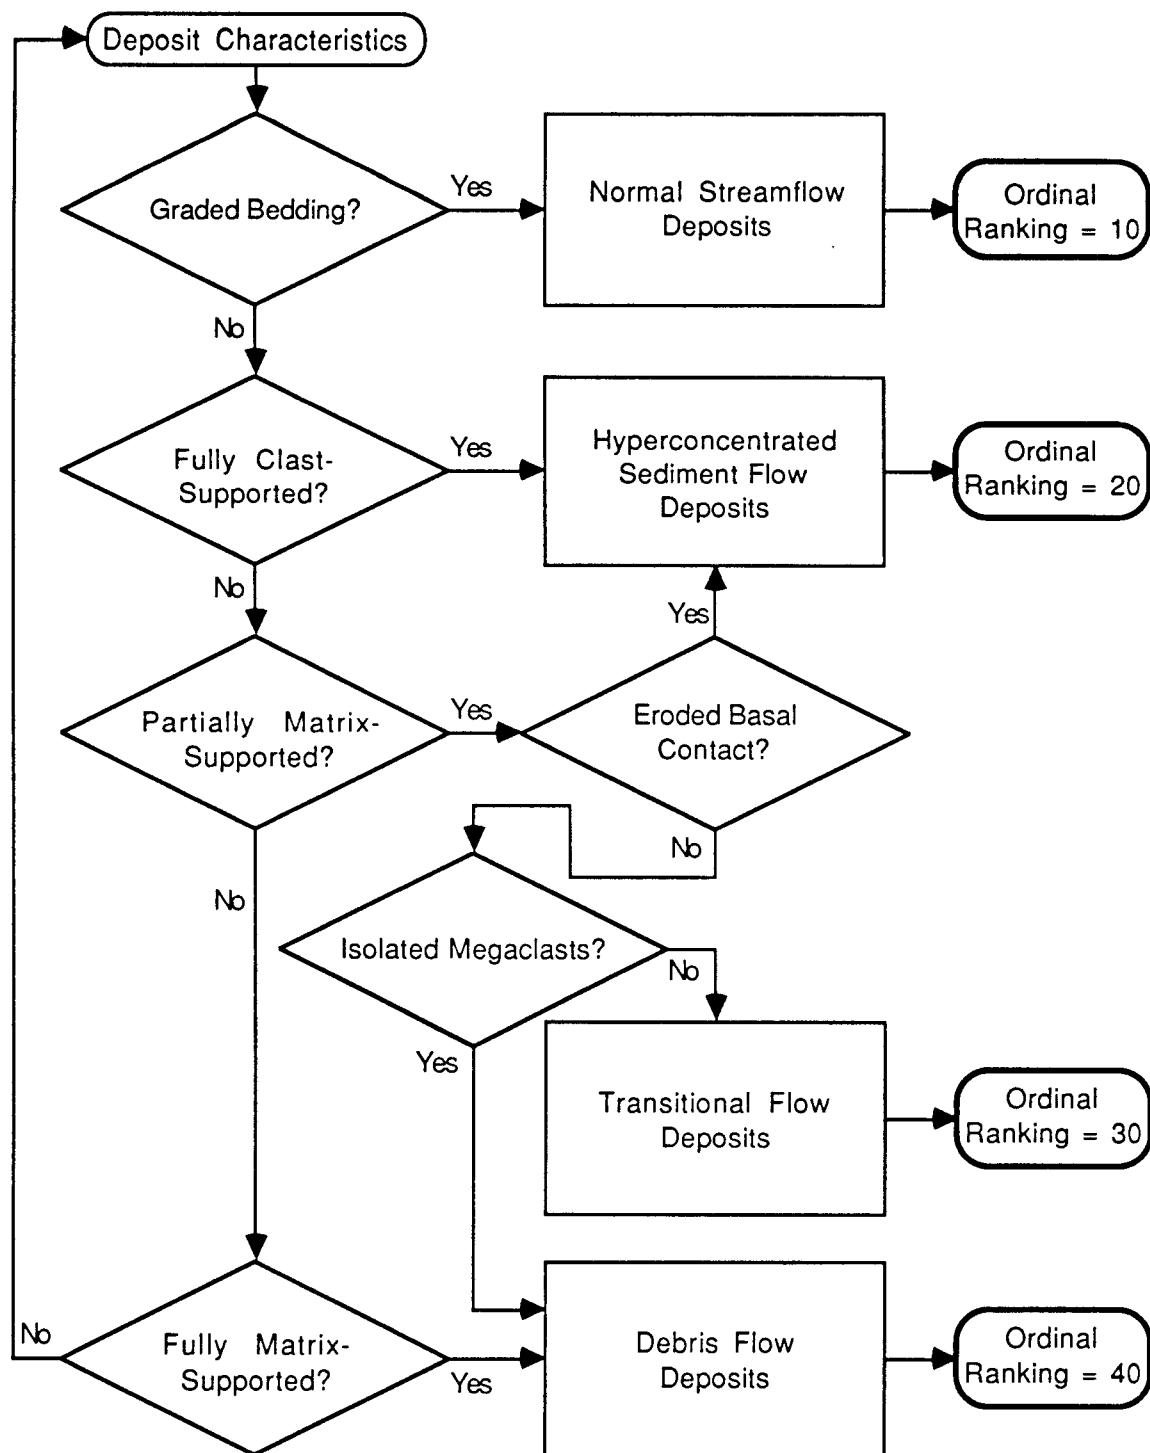 Deposit Characteristics
Graded Bedding?
Yes
Normal Streamflow
Deposits
Ordinal
Ranking = 10
No
Fully Clast-
Supported?
Yes
Hyperconcentrated
Sediment Flow
Deposits
Ordinal
Ranking = 20
No
Yes
Partially Matrix-
Supported?
Yes
Eroded Basal
Contact?
No
No
Isolated Megaclasts?
No
Yes
Transitional Flow
Deposits
Ordinal
Ranking = 30
No
Fully Matrix-
Supported?
Yes
Debris Flow
Deposits
Ordinal
Ranking = 40